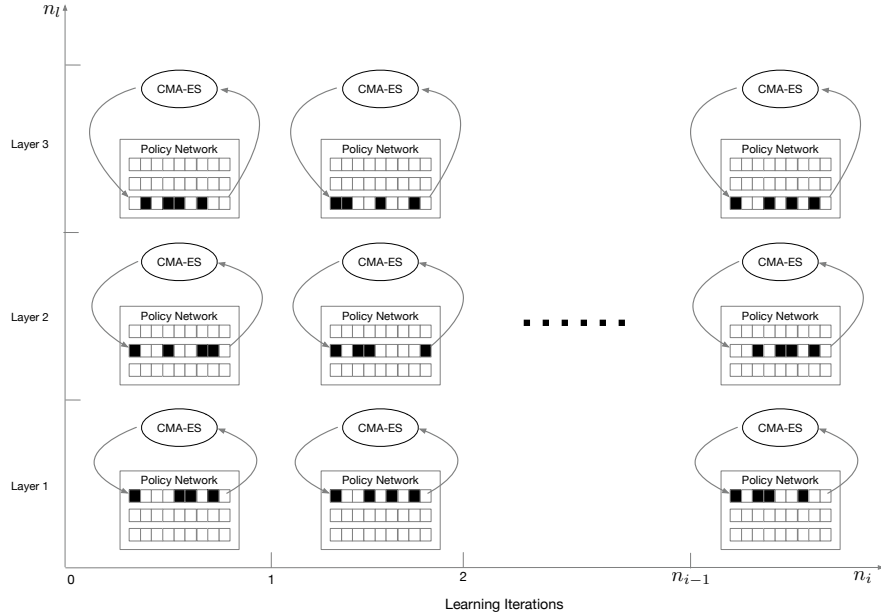 n_l
CMA-ES CMA-ES CMA-ES
Layer 3
Policy Network Policy Network Policy Network
CMA-ES CMA-ES CMA-ES
Layer 2
Policy Network Policy Network Policy Network
CMA-ES CMA-ES CMA-ES
Layer 1
Policy Network Policy Network Policy Network
0 1 2 n_{i-1} n_i
Learning Iterations